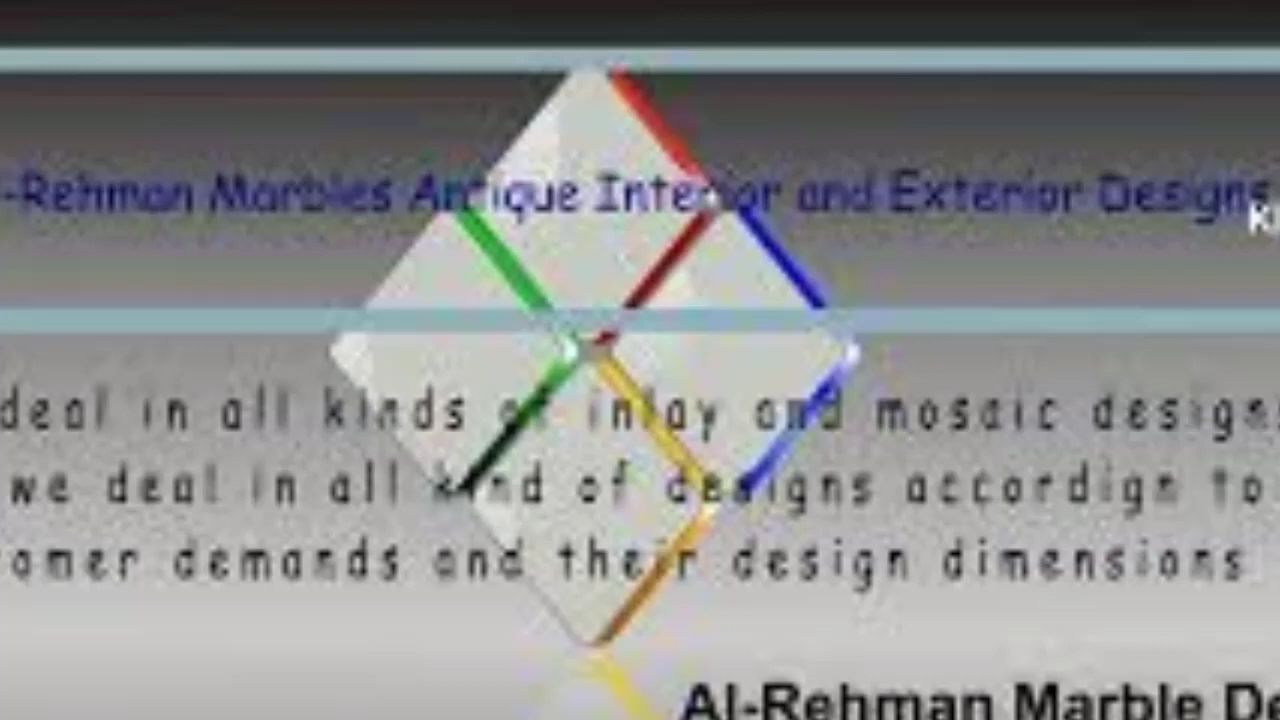 -Rehman Marbles Antique Interior and Exterior Designs
deal in all kinds of inlay and mosaic design
we deal in all kind of designs accordign to
omer demands and their design dimensions
Al-Rehman Marble De